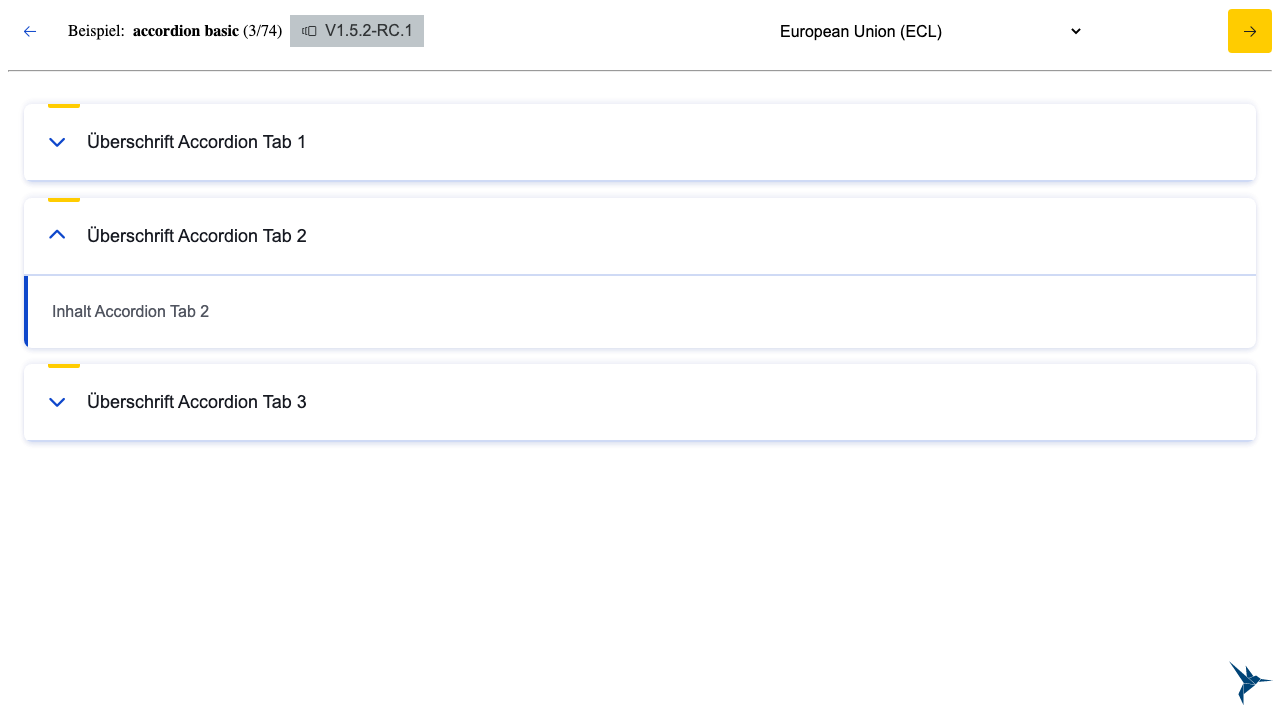 Beispiel: accordion basic (3/74) V1.5.2-RC.1 European Union (ECL)
Überschrift Accordion Tab 1
Überschrift Accordion Tab 2
Inhalt Accordion Tab 2
Überschrift Accordion Tab 3